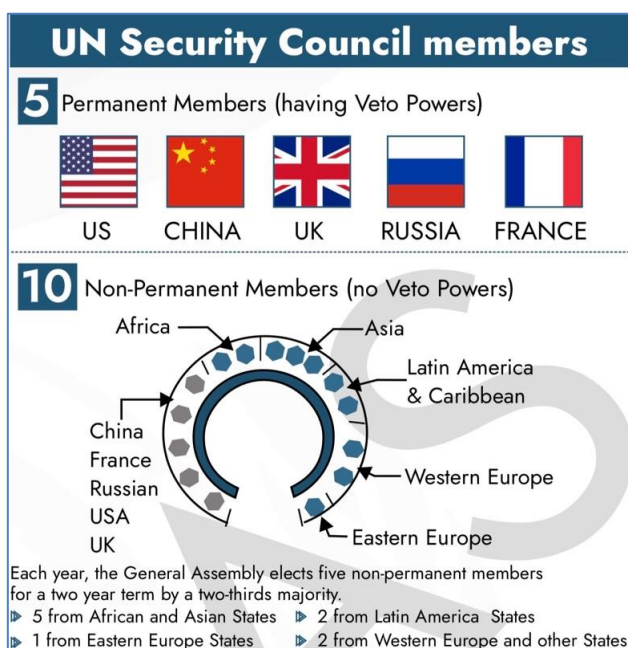 UN Security Council members
5 Permanent Members (having Veto Powers)
US CHINA UK RUSSIA FRANCE
10 Non-Permanent Members (no Veto Powers)
Africa
Asia
Latin America
& Caribbean
China
France
Russian
USA
UK
Western Europe
Eastern Europe
Each year, the General Assembly elects five non-permanent members
for a two year term by a two-thirds majority.
5 from African and Asian States
2 from Latin America States
1 from Eastern Europe States
2 from Western Europe and other States